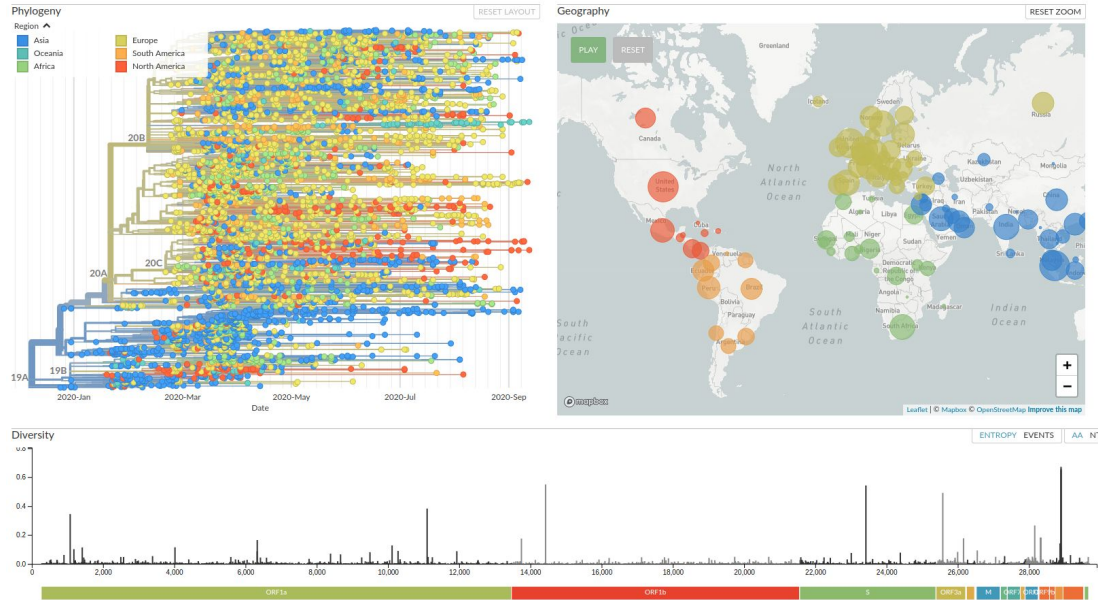 Phylogeny
RESET LAYOUT
Region
Asia
Oceania
Africa
Europe
South America
North America
20B
20A
20C
19B
19A
2020-Jan
2020-Mar
2020-May
2020-Jul
2020-Sep
Date
Geography
RESET ZOOM
PLAY
RESET
Greenland
Iceland
Sweden
Russia
Canada
United States
North
Atlantic
Ocean
Kazakhstan
Mongolia
Uzbekistan
Turkey
Iraq
Iran
Algeria
Libya
Pakistan
China
India
Cuba
Mali
Niger
Sudan
Yemen
Venezuela
Democratic
Republic of
the Congo
Peru
Brazil
Bolivia
Angola
Namibia
Madagascar
Paraguay
South Africa
Argentina
South
Atlantic
Ocean
Indian
Ocean
South
Pacific
Ocean
+
−
mapbox
Leaflet | © Mapbox © OpenStreetMap Improve this map
Diversity
ENTROPY EVENTS
AA
0.8
0.6
0.4
0.2
0.0
0
2,000
4,000
6,000
8,000
10,000
12,000
14,000
16,000
18,000
20,000
22,000
24,000
26,000
28,000
ORF1a
ORF1b
S
ORF3a
M